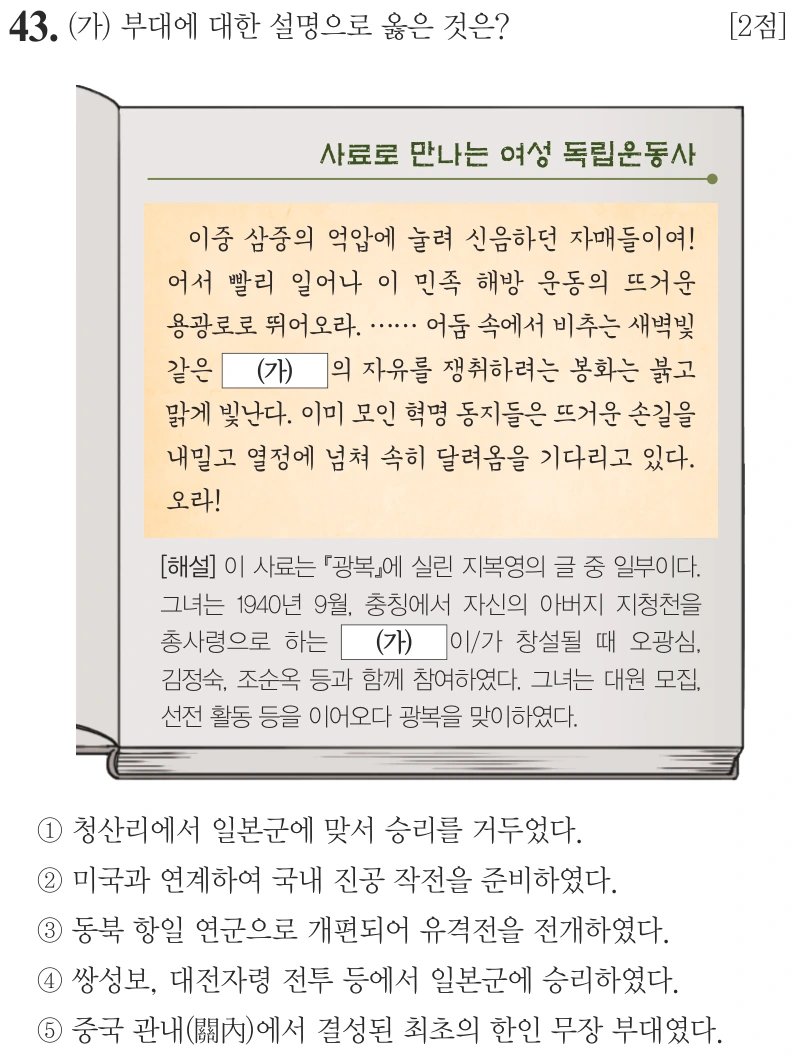 43. (가) 부대에 대한 설명으로 옳은 것은? [2점]
사료로 만나는 여성 독립운동사
이중 삼중의 억압에 눌려 신음하던 자매들이여!
어서 빨리 일어나 이 민족 해방 운동의 뜨거운
용광로로 뛰어오라. …… 어둠 속에서 비추는 새벽빛
같은 (가) 의 자유를 쟁취하려는 봉화는 붉고
맑게 빛난다. 이미 모인 혁명 동지들은 뜨거운 손길을
내밀고 열정에 넘쳐 속히 달려옴을 기다리고 있다.
오라!
[해설] 이 사료는 『광복』에 실린 지복영의 글 중 일부이다.
그녀는 1940년 9월, 충칭에서 자신의 아버지 지청천을
총사령으로 하는 (가) 이/가 창설될 때 오광심,
김정숙, 조순옥 등과 함께 참여하였다. 그녀는 대원 모집,
선전 활동 등을 이어오다 광복을 맞이하였다.
① 청산리에서 일본군에 맞서 승리를 거두었다.
② 미국과 연계하여 국내 진공 작전을 준비하였다.
③ 동북 항일 연군으로 개편되어 유격전을 전개하였다.
④ 쌍성보, 대전자령 전투 등에서 일본군에 승리하였다.
⑤ 중국 관내(關內)에서 결성된 최초의 한인 무장 부대였다.